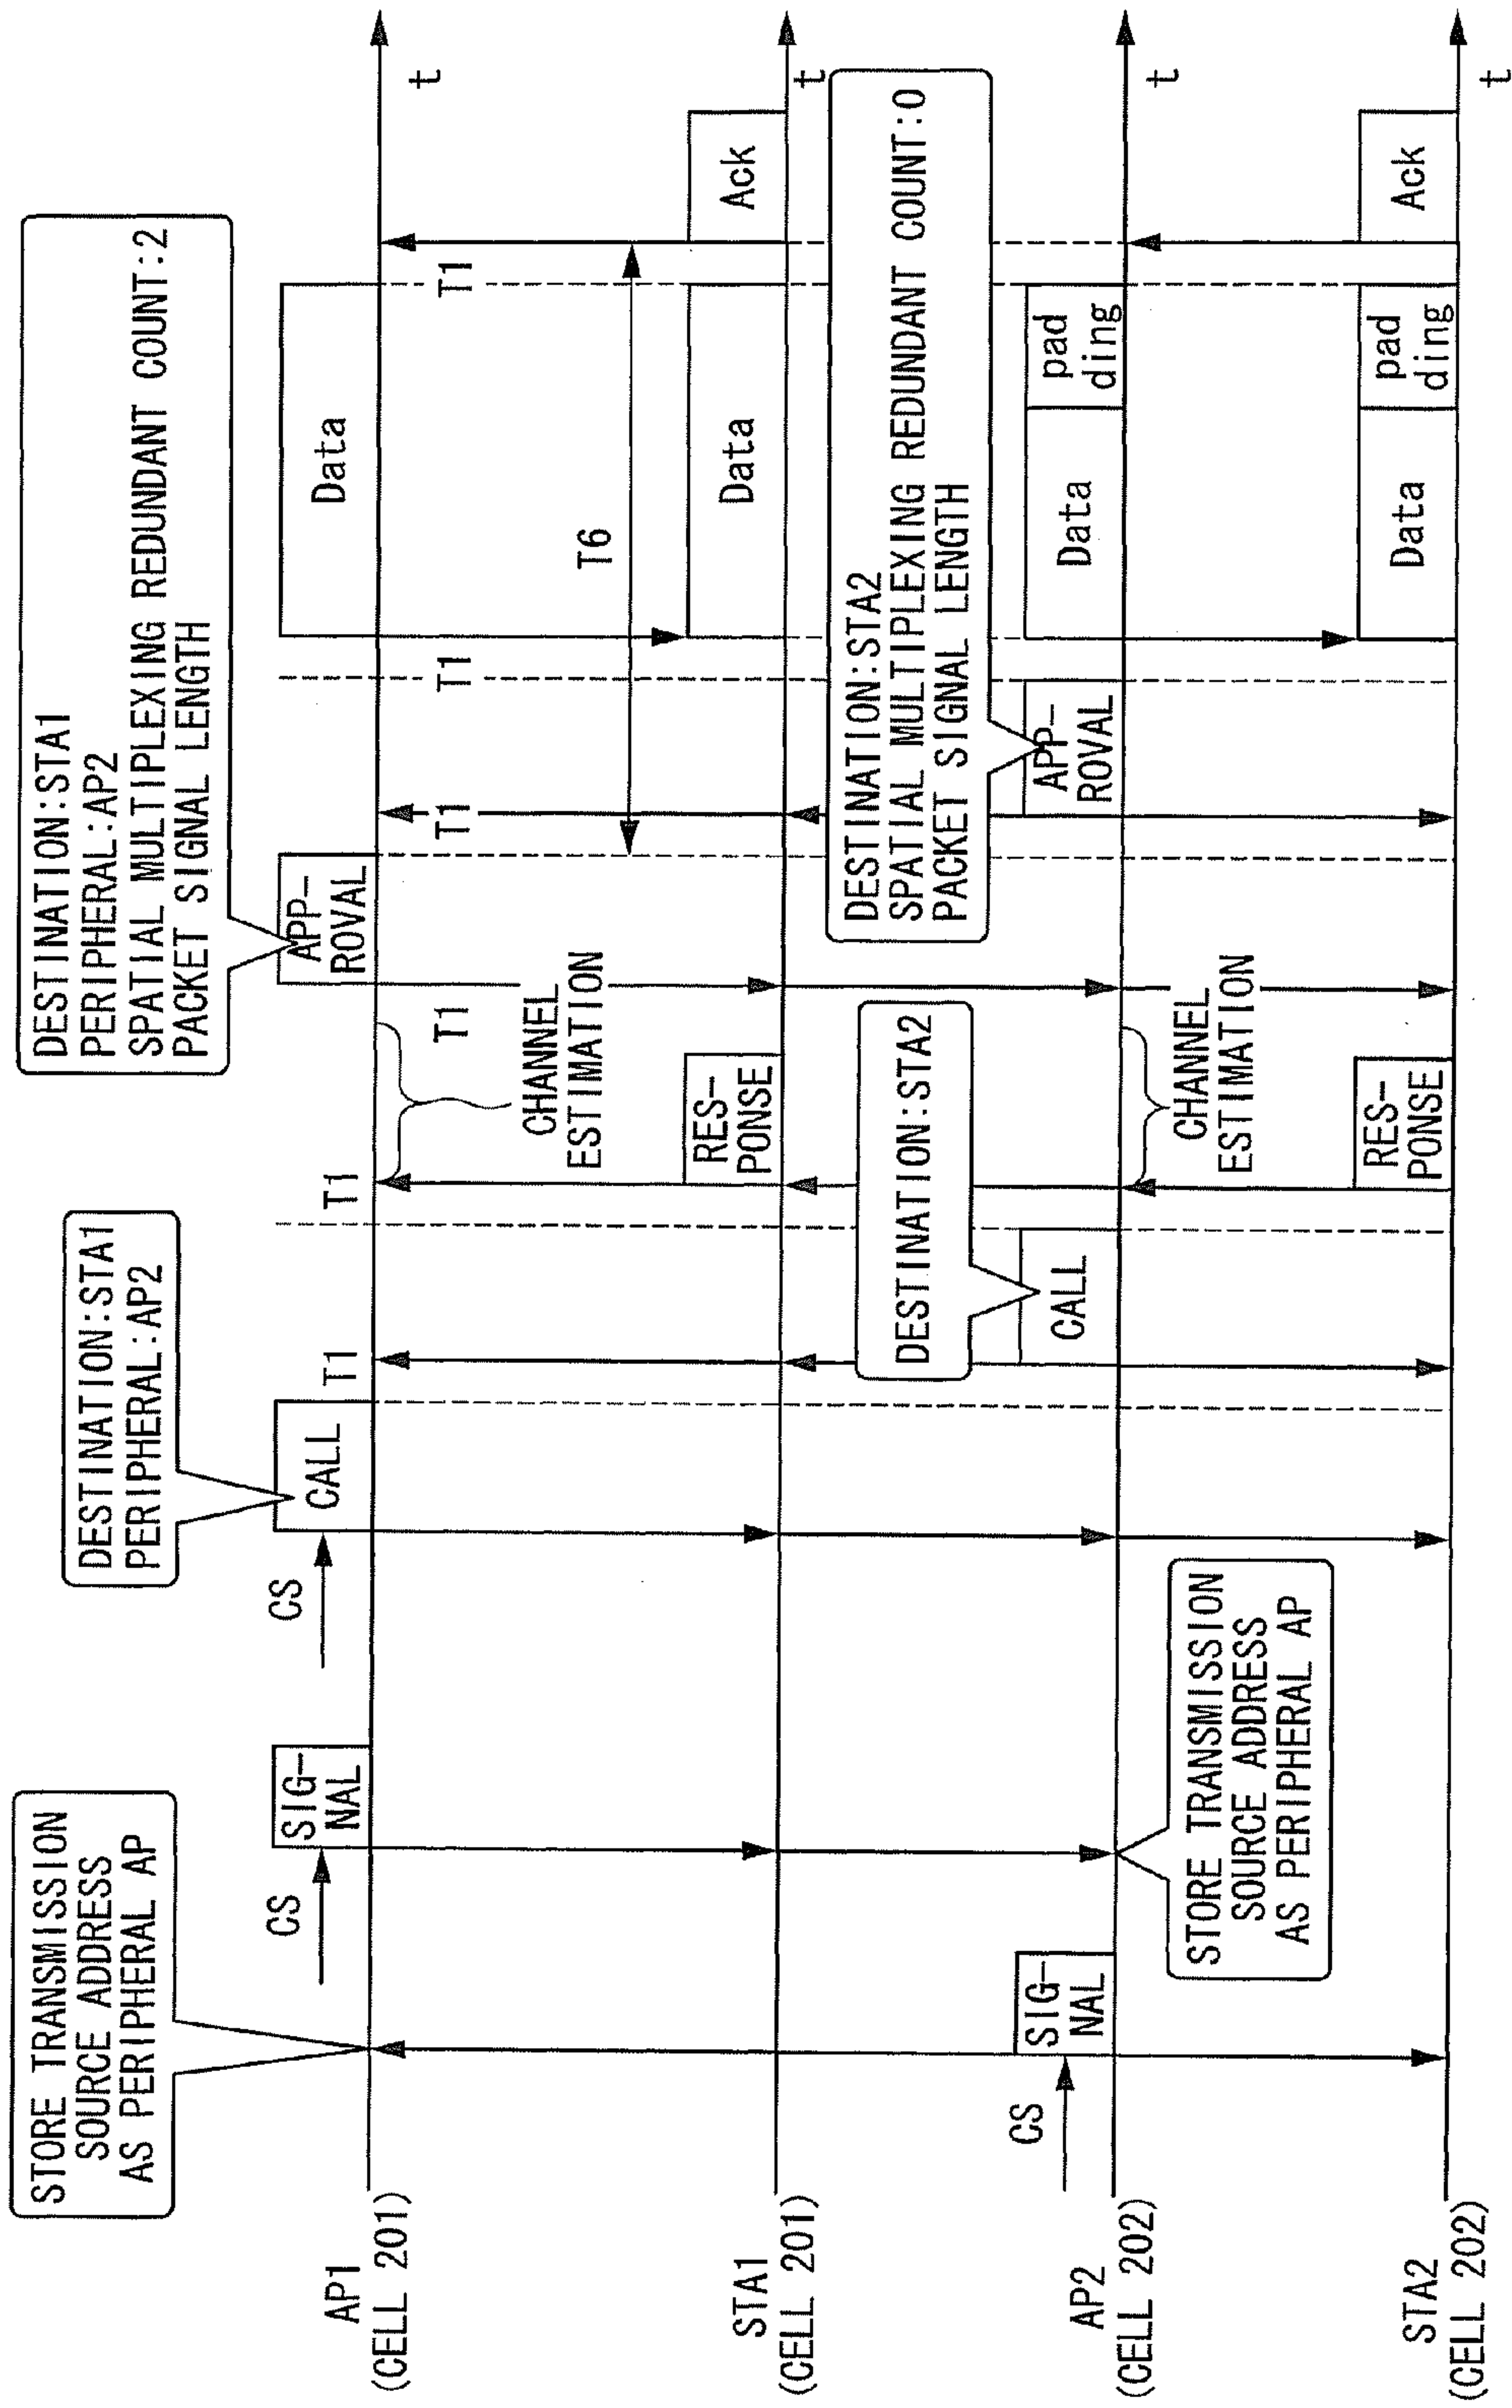 STORE TRANSMISSION
SOURCE ADDRESS
AS PERIPHERAL AP
DESTINATION:STA1
PERIPHERAL:AP2
DESTINATION:STA1
PERIPHERAL:AP2
SPATIAL MULTIPLEXING REDUNDANT COUNT:2
PACKET SIGNAL LENGTH
AP1
(CELL 201)
CS
SIG-
NAL
CS
CALL
T1
T1
APP-
ROVAL
Data
t
T1
T1
T1
T1
CHANNEL
ESTIMATION
T6
STA1
(CELL 201)
RES-
PONSE
Data
Ack
t
DESTINATION:STA2
DESTINATION:STA2
SPATIAL MULTIPLEXING REDUNDANT COUNT:0
PACKET SIGNAL LENGTH
AP2
(CELL 202)
CS
SIG-
NAL
CALL
APP-
ROVAL
Data
pad
ding
t
STORE TRANSMISSION
SOURCE ADDRESS
AS PERIPHERAL AP
CHANNEL
ESTIMATION
STA2
(CELL 202)
RES-
PONSE
Data
pad
ding
Ack
t